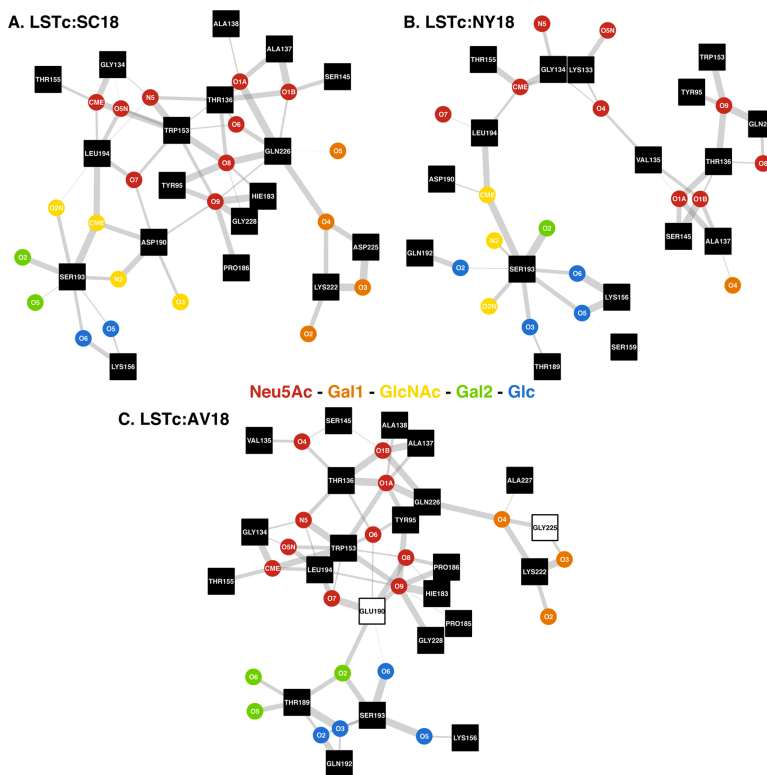 A. LSTc:SC18
ALA138
GLY134
ALA137
THR155
N5
O1A
SER145
CME
O5N
THR136
O1B
TRP153
O6
LEU194
GLN226
O5
O8
O7
TYR95
HIE183
O2N
O9
GLY228
CME
O4
ASP190
ASP225
O2
PRO186
SER193
N2
LYS222
O3
O5
O3
O5
O6
O2
LYS156
B. LSTc:NY18
N5
O5N
THR155
GLY134
LYS133
TRP153
CME
TYR95
O9
O7
O4
LEU194
THR136
O8
VAL135
ASP190
CME
O1A
O1B
O2
SER145
ALA137
N2
GLN192
O2
SER193
O6
O4
LYS156
O2N
O5
O3
SER159
THR189
Neu5Ac - Gal1 - GlcNAc - Gal2 - Glc
C. LSTc:AV18
ALA138
SER145
VAL135
O4
O1B
ALA137
THR136
O1A
ALA227
GLN226
N5
TYR95
O4
GLY225
GLY134
O6
O5N
TRP153
O8
CME
LEU194
PRO186
LYS222
O3
THR155
O9
O7
HIE183
GLU190
O2
PRO185
GLY228
O6
O2
O6
THR189
O5
SER193
O3
O2
O5
LYS156
GLN192